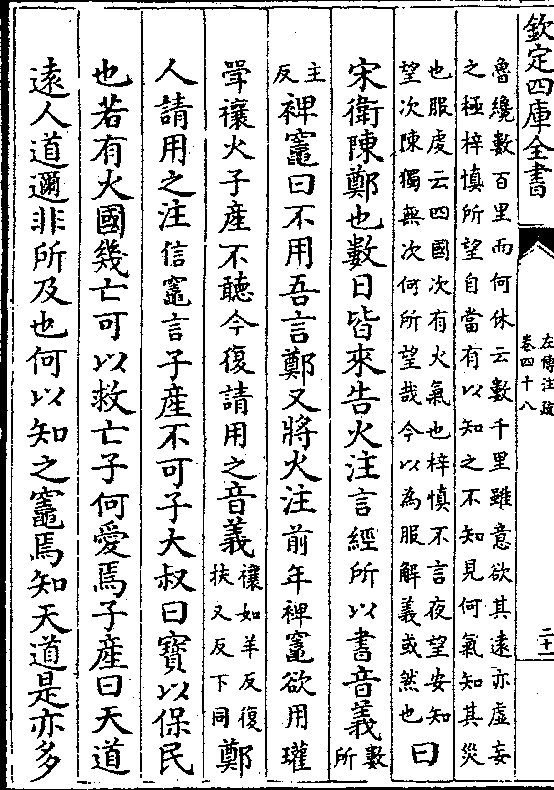 欽定四庫全書
左傳注疏
卷四十八
二十一
魯纔數百里而何休云數千里雖意欲其遠亦虛妄
之極梓慎所望自當有以知之不知見何氣知其災
也服虔云四國次有火氣也梓慎不言夜望安知
望次陳獨無次何所望哉今以為服解義或然也曰
宋衛陳鄭也數日皆來告火注言經所以書音義數所
主反裨竈曰不用吾言鄭又將火注前年裨竈欲用瓘
斝禳火子產不聽今復請用之音義禳如羊反復扶又反下同鄭
人請用之注信竈言子產不可子大叔曰寶以保民
也若有火國幾亡可以救亡子何愛焉子產曰天道
遠人道邇非所及也何以知之竈焉知天道是亦多